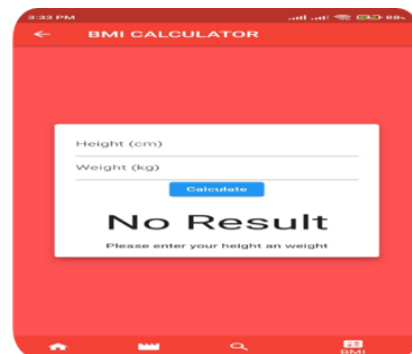 3:33 PM 88%
BMI CALCULATOR
Height (cm)
Weight (kg)
Calculate
No Result
Please enter your height an weight
BMI